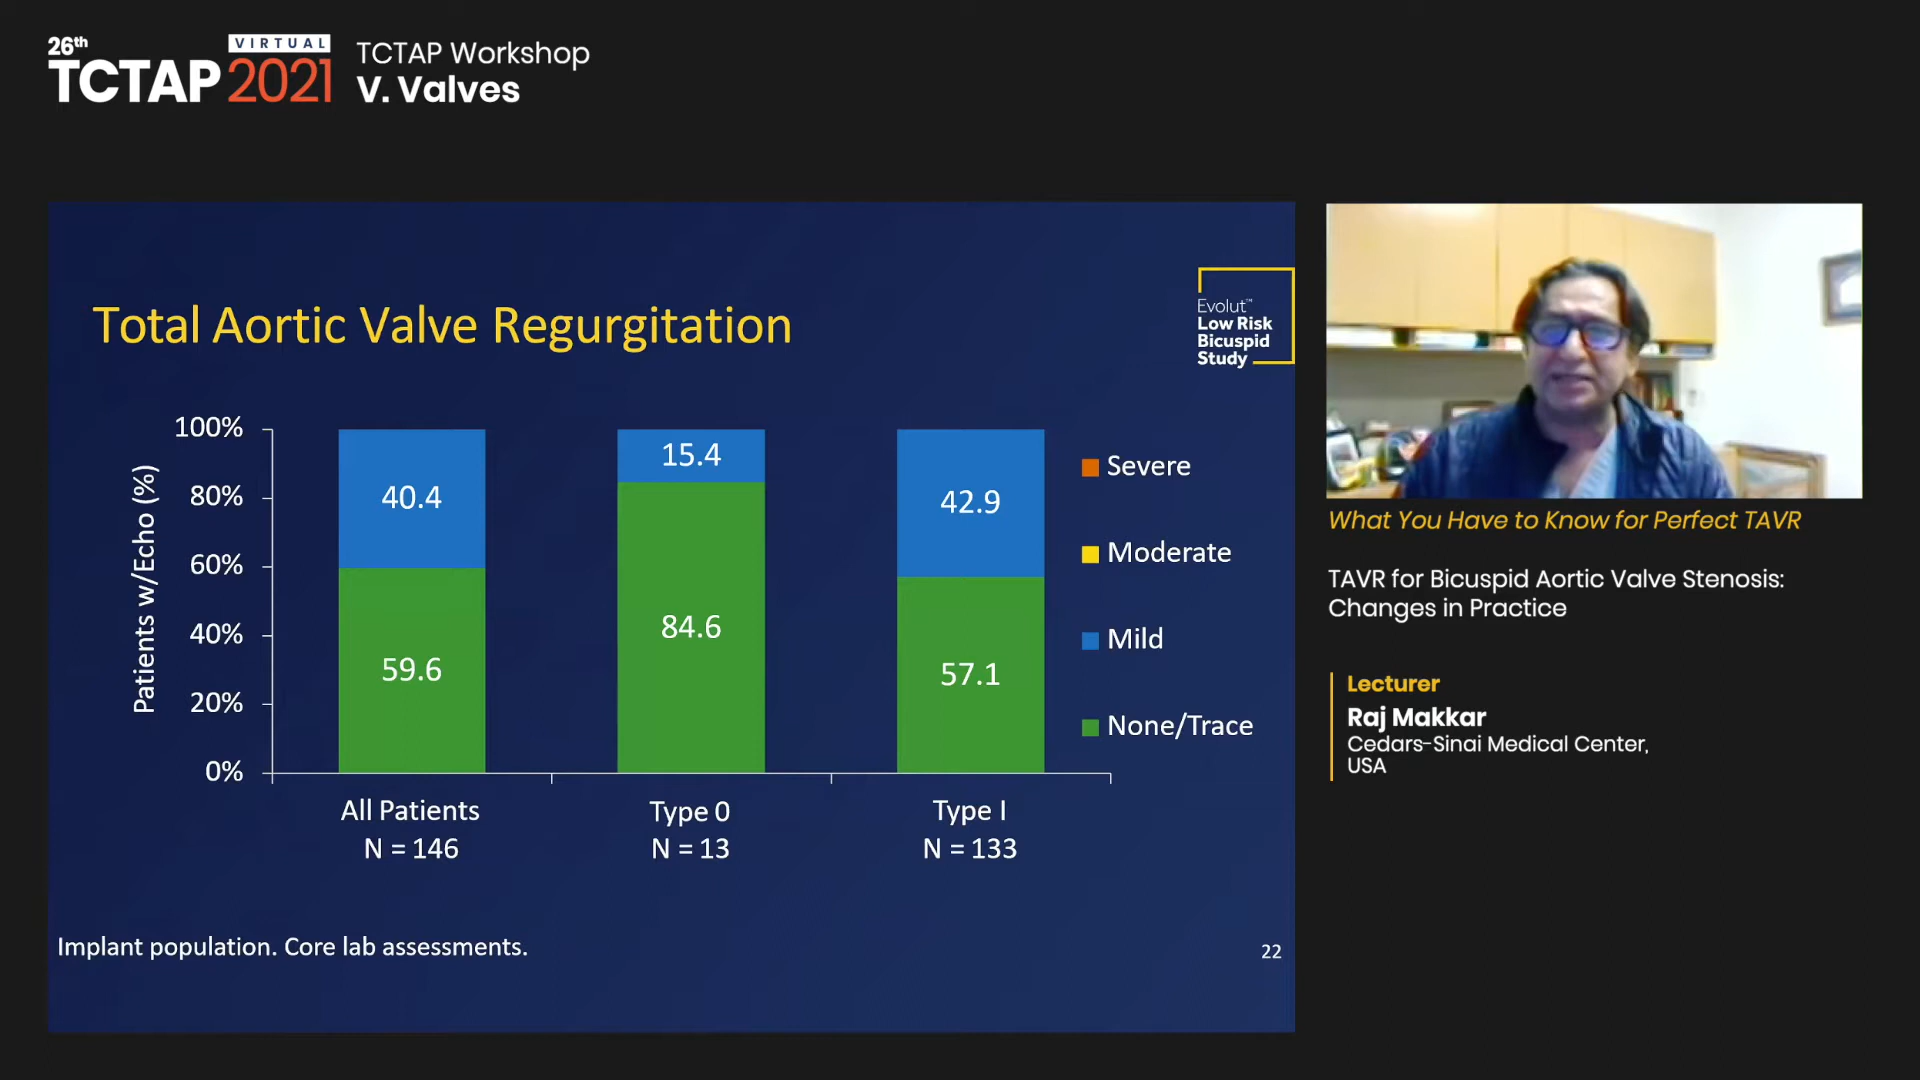 26th
VIRTUAL
TCTAP 2021
TCTAP Workshop
V. Valves
Total Aortic Valve Regurgitation
Evolut™
Low Risk
Bicuspid
Study
Patients w/Echo (%)
100%
80%
60%
40%
20%
0%
40.4
59.6
15.4
84.6
42.9
57.1
Severe
Moderate
Mild
None/Trace
All Patients
N = 146
Type 0
N = 13
Type I
N = 133
Implant population. Core lab assessments.
22
What You Have to Know for Perfect TAVR
TAVR for Bicuspid Aortic Valve Stenosis:
Changes in Practice
Lecturer
Raj Makkar
Cedars-Sinai Medical Center,
USA